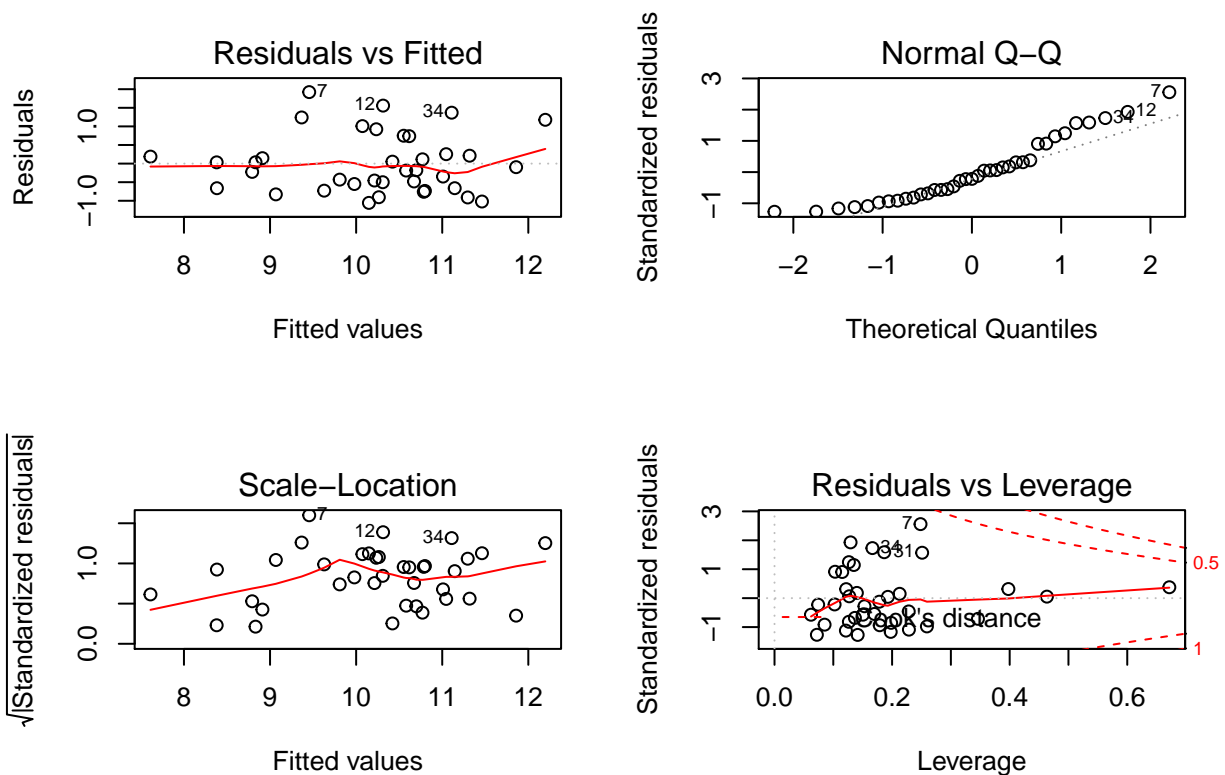 Residuals vs Fitted
Residuals
1.0
−1.0
7
12
34
8 9 10 11 12
Fitted values
Normal Q−Q
Standardized residuals
3
1
−1
7
12
34
−2 −1 0 1 2
Theoretical Quantiles
Scale−Location
√|Standardized residuals|
1.0
0.0
7
12
34
8 9 10 11 12
Fitted values
Residuals vs Leverage
Standardized residuals
3
1
−1
7
34
31
0.5
1
k's distance
0.0 0.2 0.4 0.6
Leverage